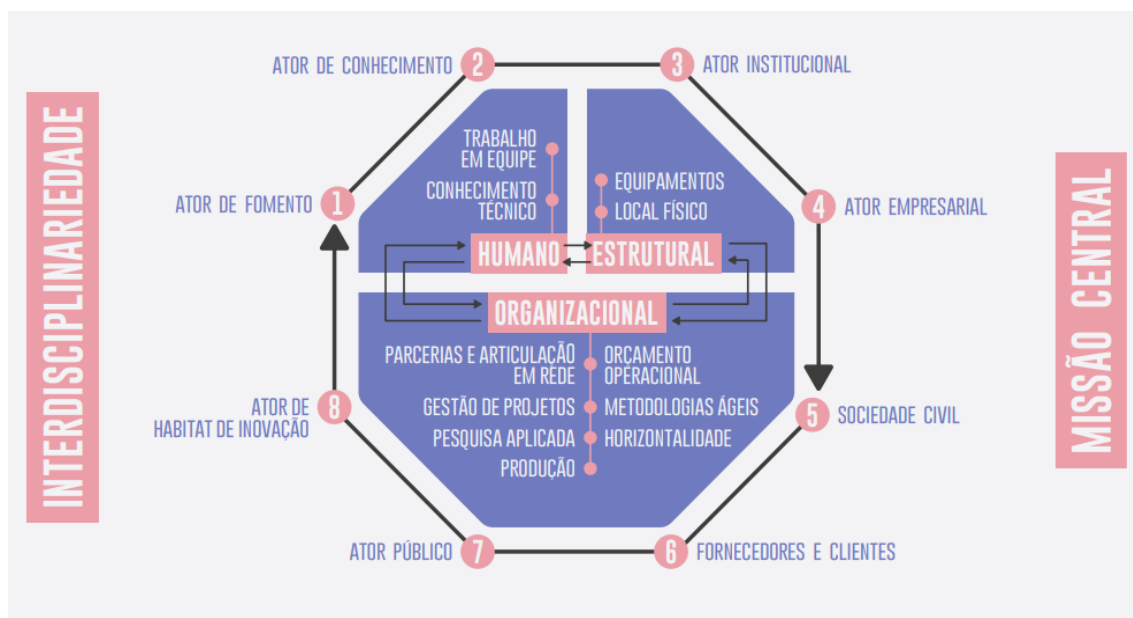 INTERDISCIPLINARIEDADE
ATOR DE CONHECIMENTO
2
3
ATOR INSTITUCIONAL
TRABALHO
EM EQUIPE
CONHECIMENTO
TÉCNICO
EQUIPAMENTOS
LOCAL FÍSICO
ATOR DE FOMENTO
1
4
ATOR EMPRESARIAL
HUMANO
ESTRUTURAL
ORGANIZACIONAL
PARCERIAS E ARTICULAÇÃO
EM REDE
ORÇAMENTO
OPERACIONAL
GESTÃO DE PROJETOS
METODOLOGIAS ÁGEIS
PESQUISA APLICADA
HORIZONTALIDADE
PRODUÇÃO
ATOR DE
HABITAT DE INOVAÇÃO
8
5
SOCIEDADE CIVIL
ATOR PÚBLICO
7
6
FORNECEDORES E CLIENTES
MISSÃO CENTRAL